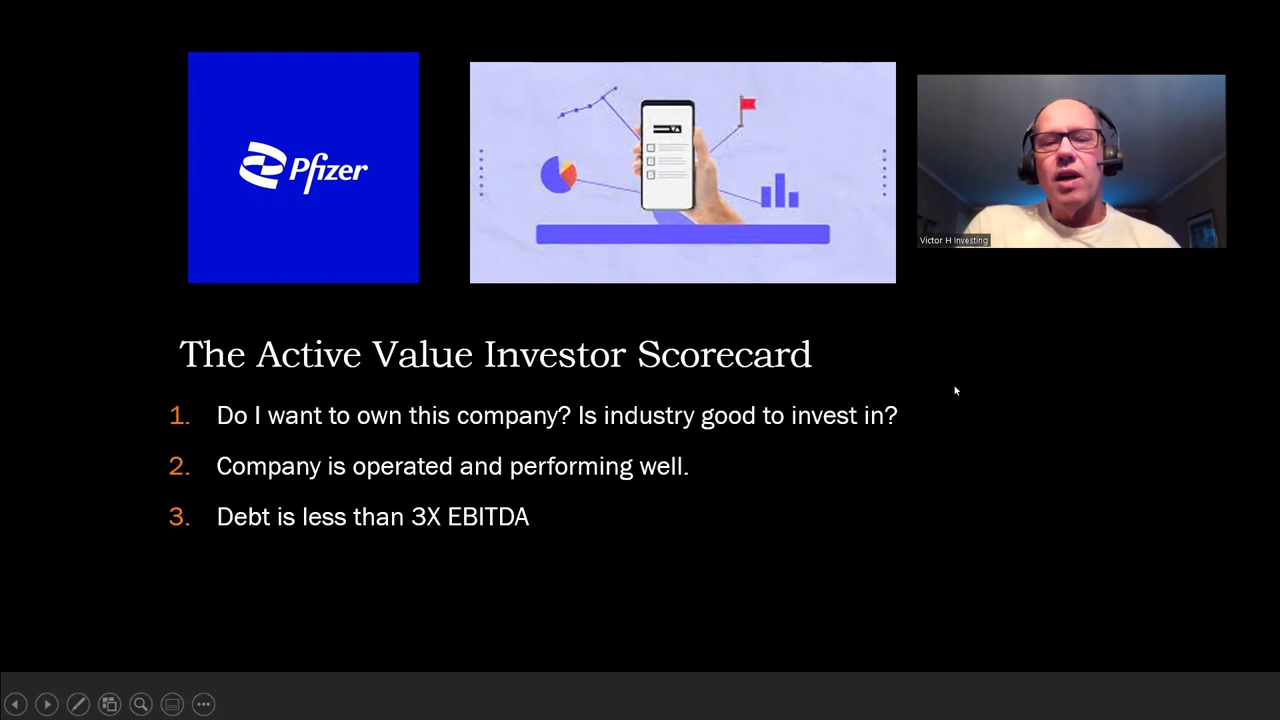 Pfizer
Victor H Investing
The Active Value Investor Scorecard
1. Do I want to own this company? Is industry good to invest in?
2. Company is operated and performing well.
3. Debt is less than 3X EBITDA